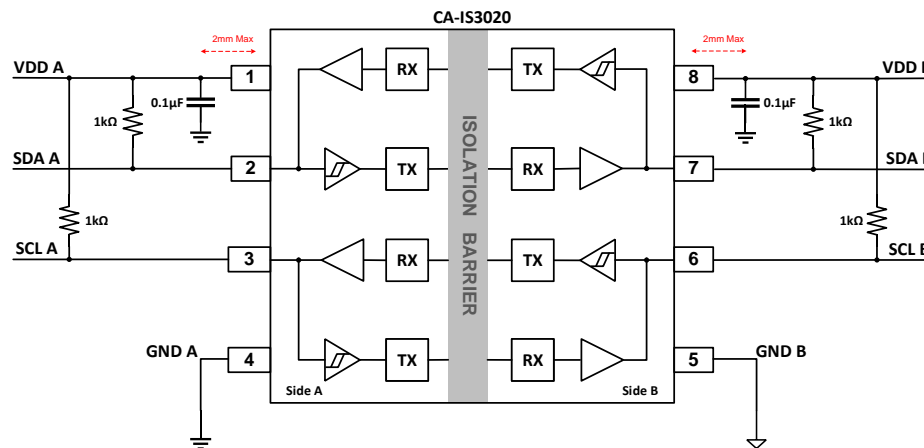 CA-IS3020
2mm Max
2mm Max
VDD A
1
RX
TX
8
VDD
0.1µF
0.1µF
1kΩ
1kΩ
SDA A
2
TX
RX
7
SDA
ISOLATION BARRIER
1kΩ
1kΩ
SCL A
3
RX
TX
6
SCL B
GND A
4
TX
RX
5
GND B
Side A
Side B